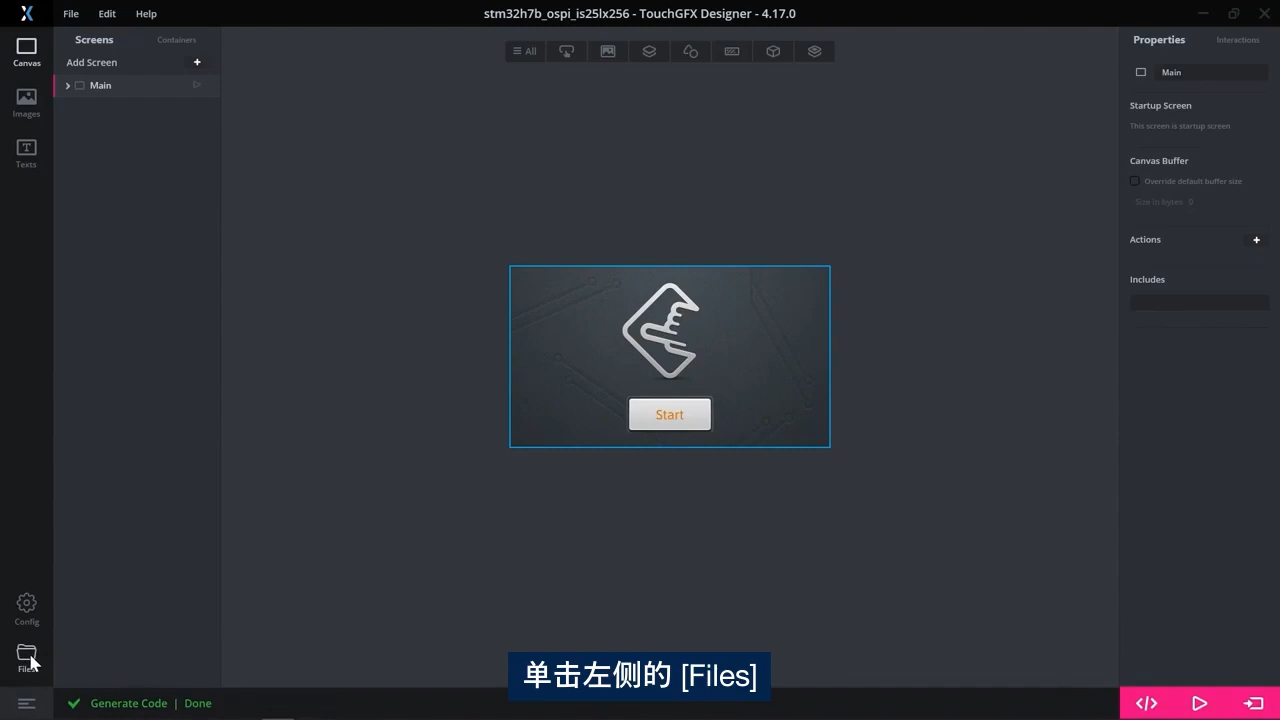 File Edit Help
stm32h7b_ospi_is25lx256 - TouchGFX Designer - 4.17.0
Canvas
Images
Texts
Config
Files
Screens Containers
Add Screen +
Main
All
Start
Properties Interactions
Main
Startup Screen
This screen is startup screen
Canvas Buffer
Override default buffer size
Size in bytes 0
Actions +
Includes
单击左侧的 [Files]
Generate Code | Done